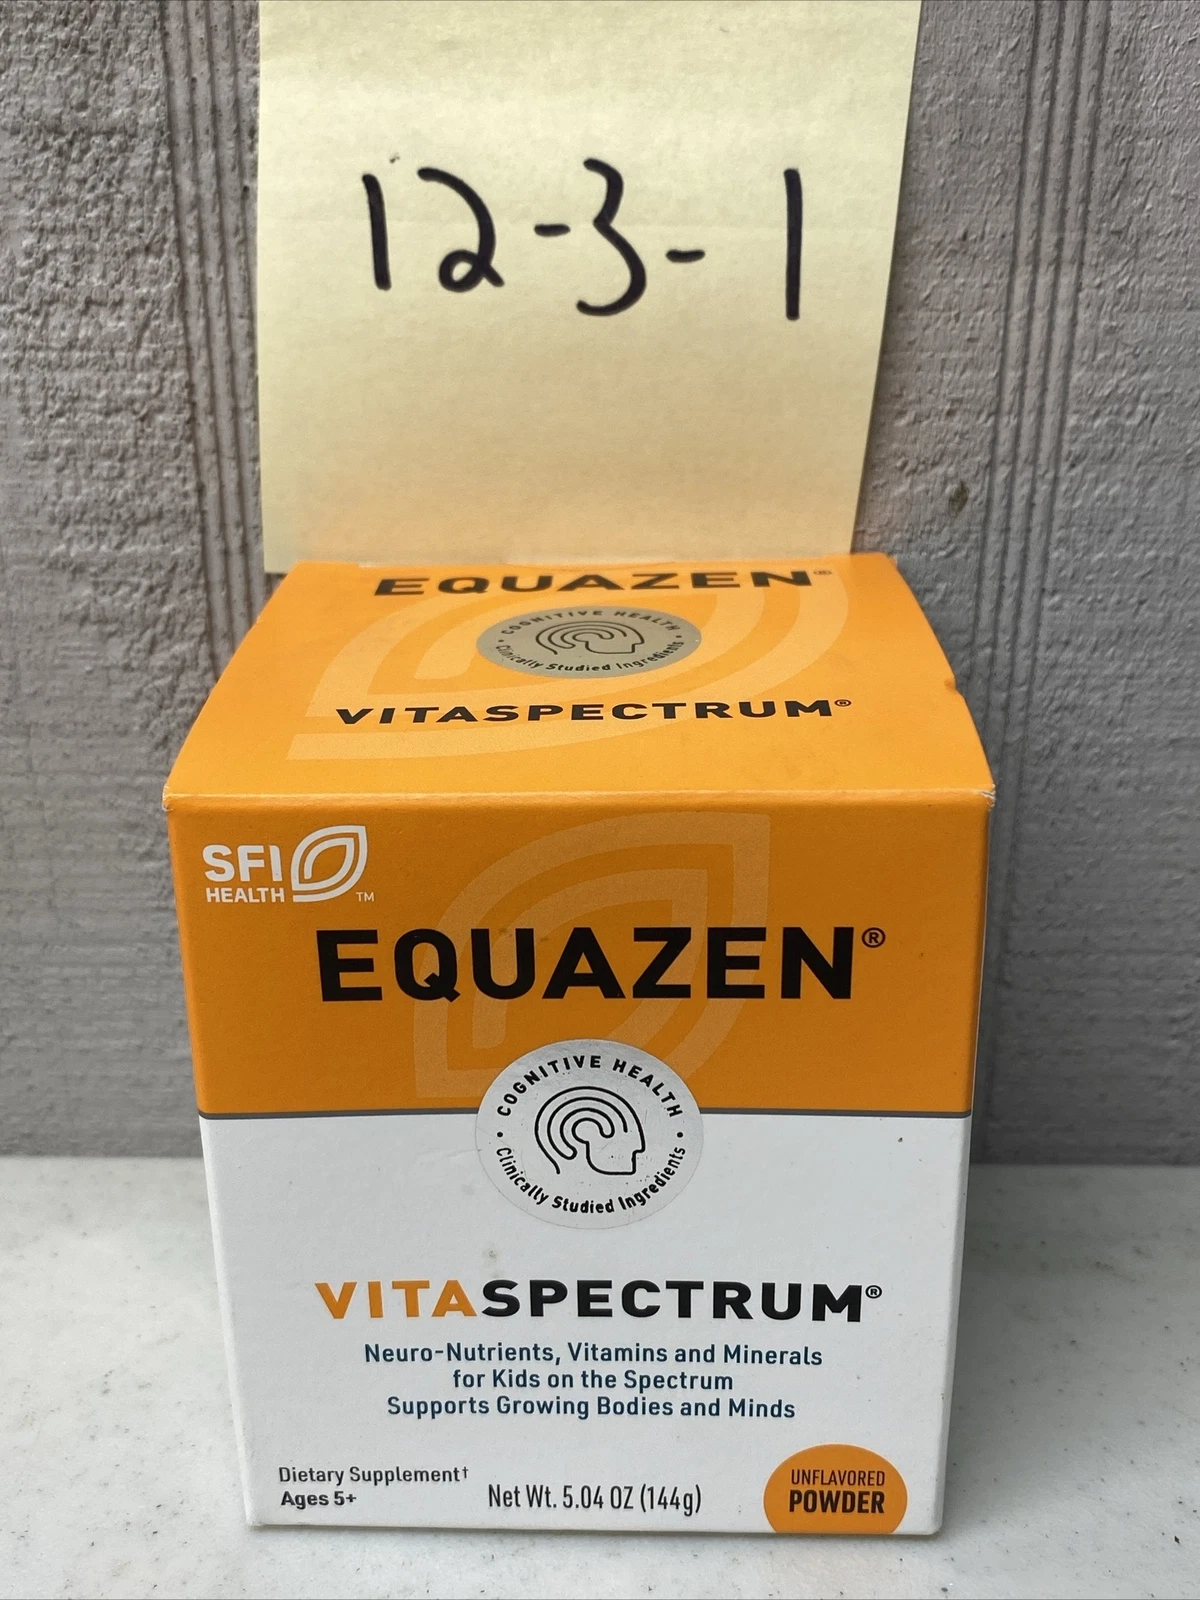 12-3-1
EQUAZEN®
COGNITIVE HEALTH
• Clinically Studied Ingredients •
VITASPECTRUM®
SFI
HEALTH ™
EQUAZEN®
COGNITIVE HEALTH
• Clinically Studied Ingredients •
VITASPECTRUM®
Neuro-Nutrients, Vitamins and Minerals
for Kids on the Spectrum
Supports Growing Bodies and Minds
Dietary Supplement†
Ages 5+
Net Wt. 5.04 OZ (144g)
UNFLAVORED
POWDER